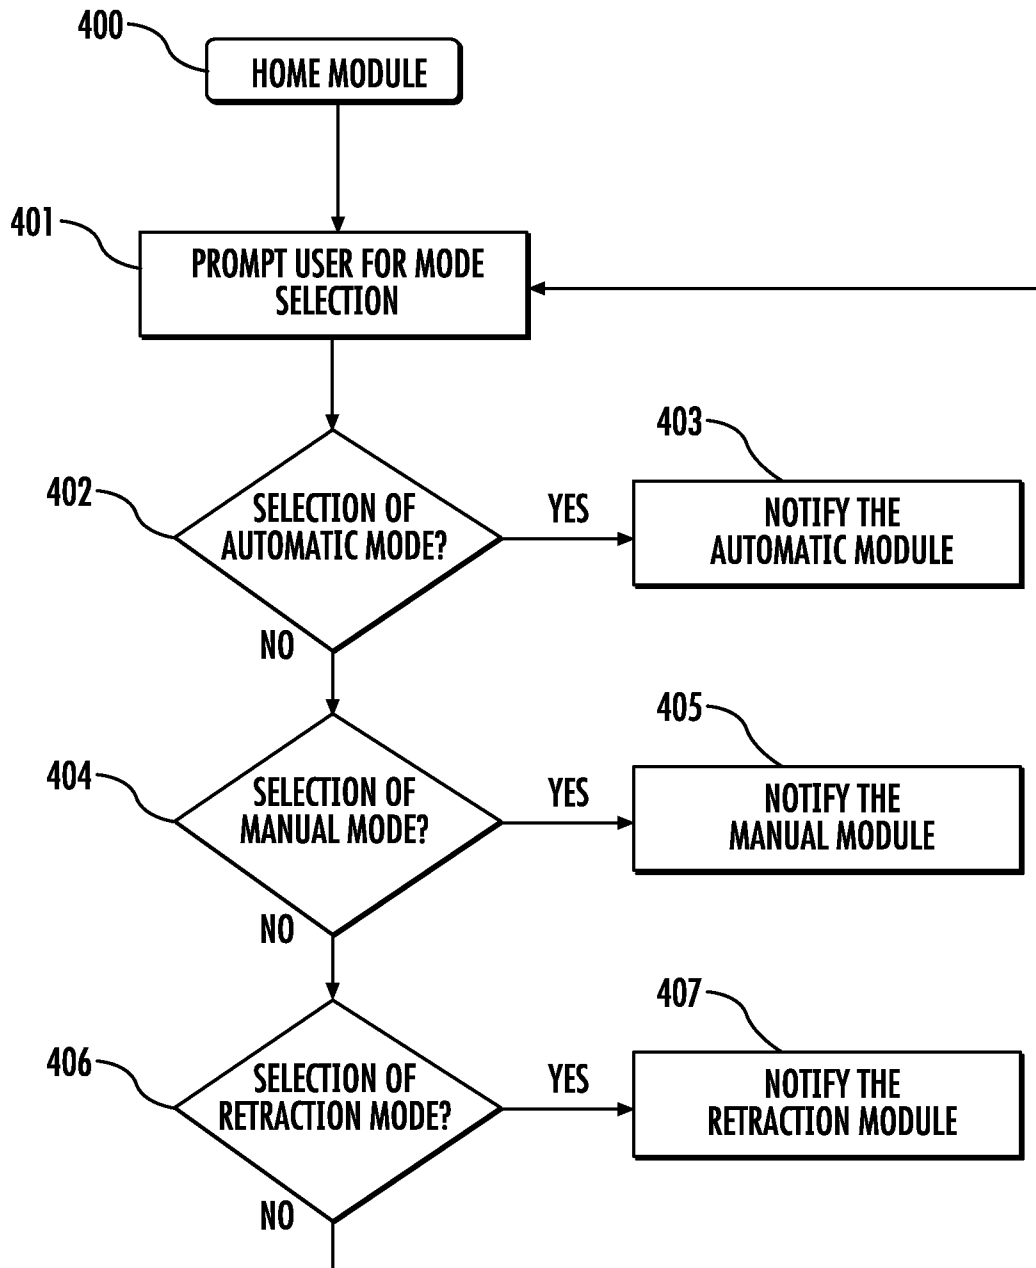 400
HOME MODULE
401
PROMPT USER FOR MODE
SELECTION
403
402
SELECTION OF
AUTOMATIC MODE?
YES
NOTIFY THE
AUTOMATIC MODULE
NO
405
404
SELECTION OF
MANUAL MODE?
YES
NOTIFY THE
MANUAL MODULE
NO
407
406
SELECTION OF
RETRACTION MODE?
YES
NOTIFY THE
RETRACTION MODULE
NO